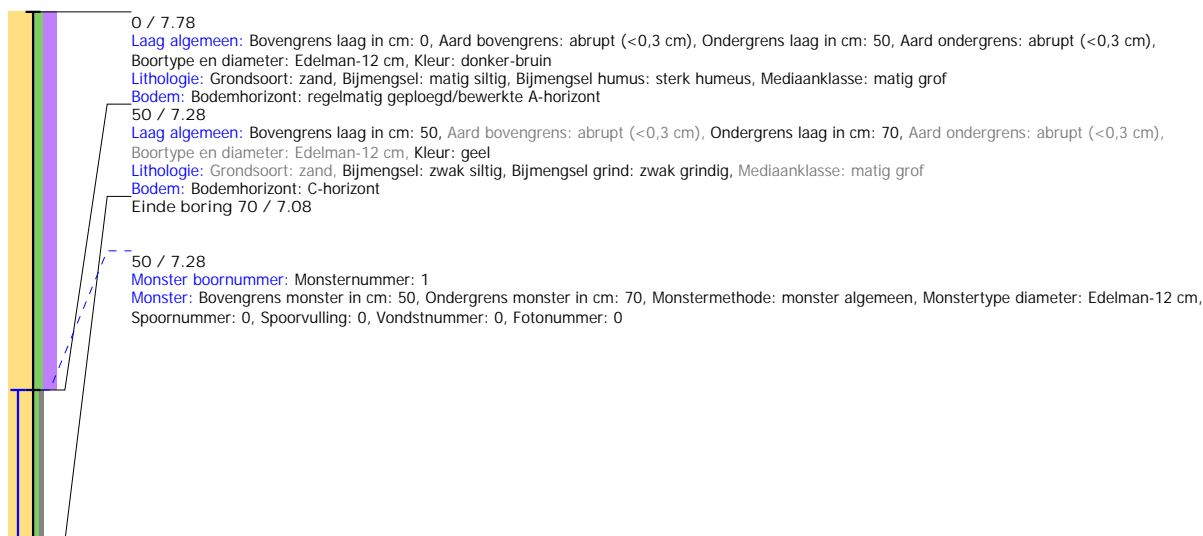 0 / 7.78
Laag algemeen: Bovengrens laag in cm: 0, Aard bovengrens: abrupt (<0,3 cm), Ondergrens laag in cm: 50, Aard ondergrens: abrupt (<0,3 cm),
Boortype en diameter: Edelman-12 cm, Kleur: donker-bruin
Lithologie: Grondsoort: zand, Bijmengsel: matig siltig, Bijmengsel humus: sterk humeus, Mediaanklasse: matig grof
Bodem: Bodemhorizont: regelmatig geploegd/bewerkte A-horizont
50 / 7.28
Laag algemeen: Bovengrens laag in cm: 50, Aard bovengrens: abrupt (<0,3 cm), Ondergrens laag in cm: 70, Aard ondergrens: abrupt (<0,3 cm),
Boortype en diameter: Edelman-12 cm, Kleur: geel
Lithologie: Grondsoort: zand, Bijmengsel: zwak siltig, Bijmengsel grind: zwak grindig, Mediaanklasse: matig grof
Bodem: Bodemhorizont: C-horizont
Einde boring 70 / 7.08
50 / 7.28
Monster boornummer: Monsternummer: 1
Monster: Bovengrens monster in cm: 50, Ondergrens monster in cm: 70, Monstermethode: monster algemeen, Monstertype diameter: Edelman-12 cm,
Spoornummer: 0, Spoorvulling: 0, Vondstnummer: 0, Fotonummer: 0